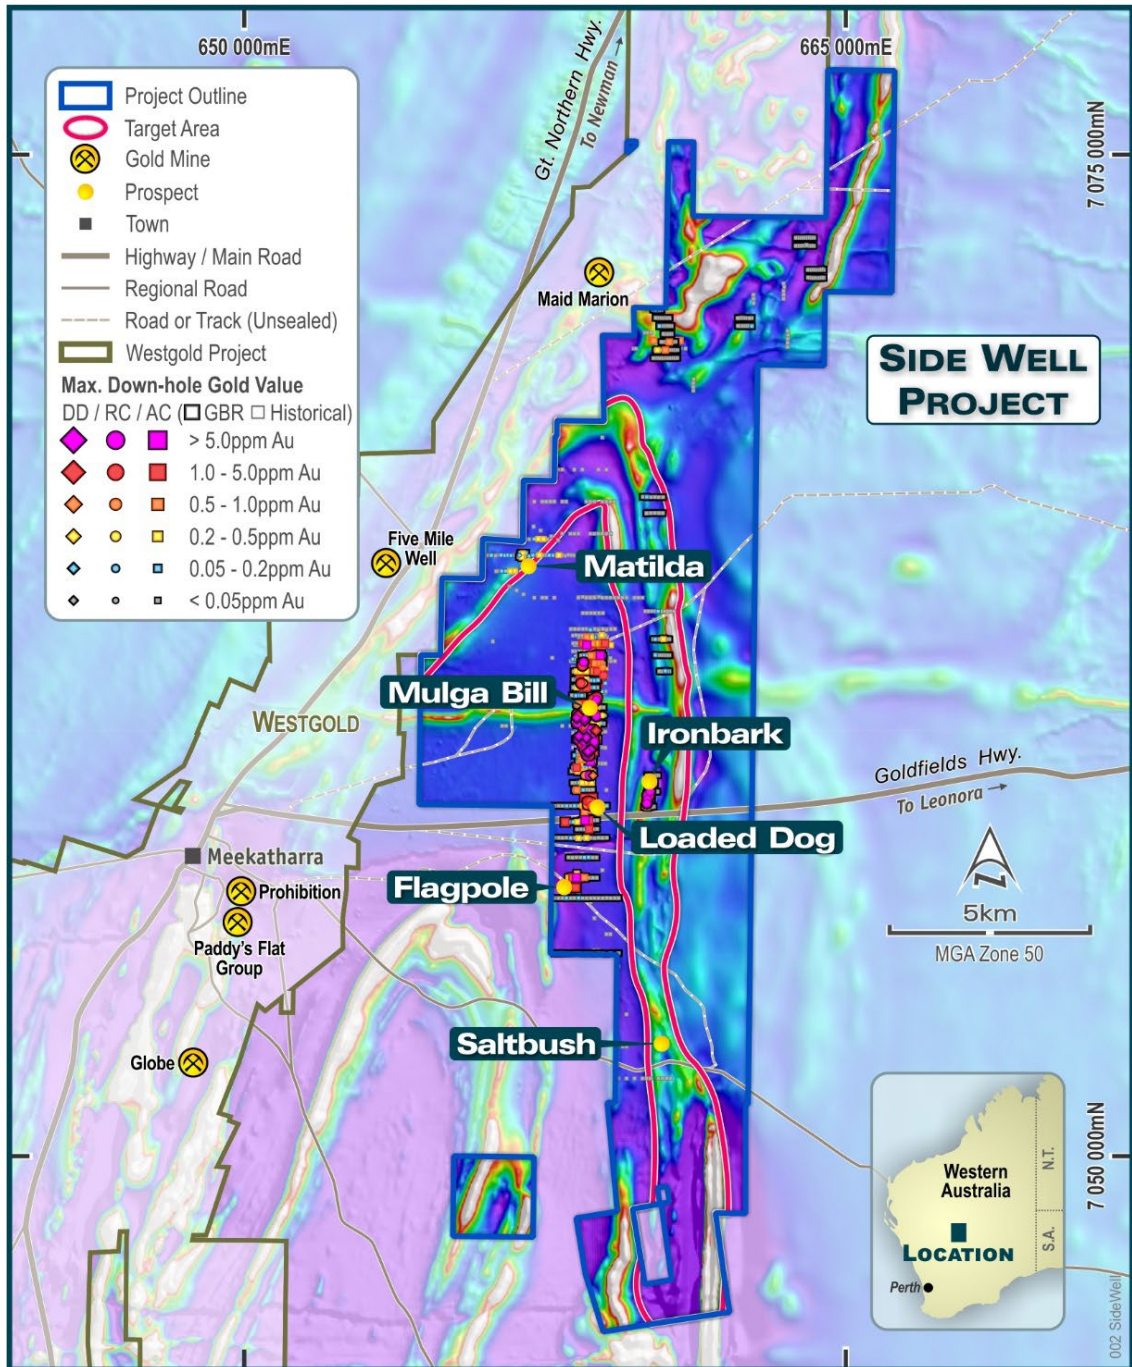 650 000mE
665 000mE
Gt. Northern Hwy.
To Newman →
7 075 000mN
Project Outline
Target Area
Gold Mine
Prospect
Town
Highway / Main Road
Regional Road
Road or Track (Unsealed)
Westgold Project
Max. Down-hole Gold Value
DD / RC / AC (GBR Historical)
> 5.0ppm Au
1.0 - 5.0ppm Au
0.5 - 1.0ppm Au
0.2 - 0.5ppm Au
0.05 - 0.2ppm Au
< 0.05ppm Au
Maid Marion
SIDE WELL
PROJECT
Five Mile
Well
Matilda
Mulga Bill
WESTGOLD
Ironbark
Goldfields Hwy.
To Leonora →
Loaded Dog
Meekatharra
Flagpole
Prohibition
Paddy's Flat
Group
N
5km
MGA Zone 50
Saltbush
Globe
7 050 000mN
Western
Australia
N.T.
S.A.
LOCATION
Perth
002 SideWell